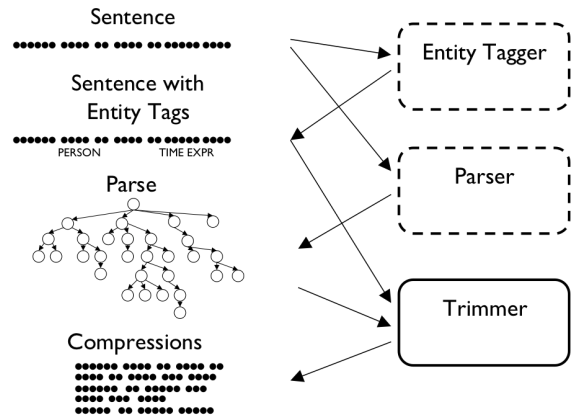 Sentence
Entity Tagger
Sentence with
Entity Tags
PERSON TIME EXPR
Parser
Parse
Trimmer
Compressions